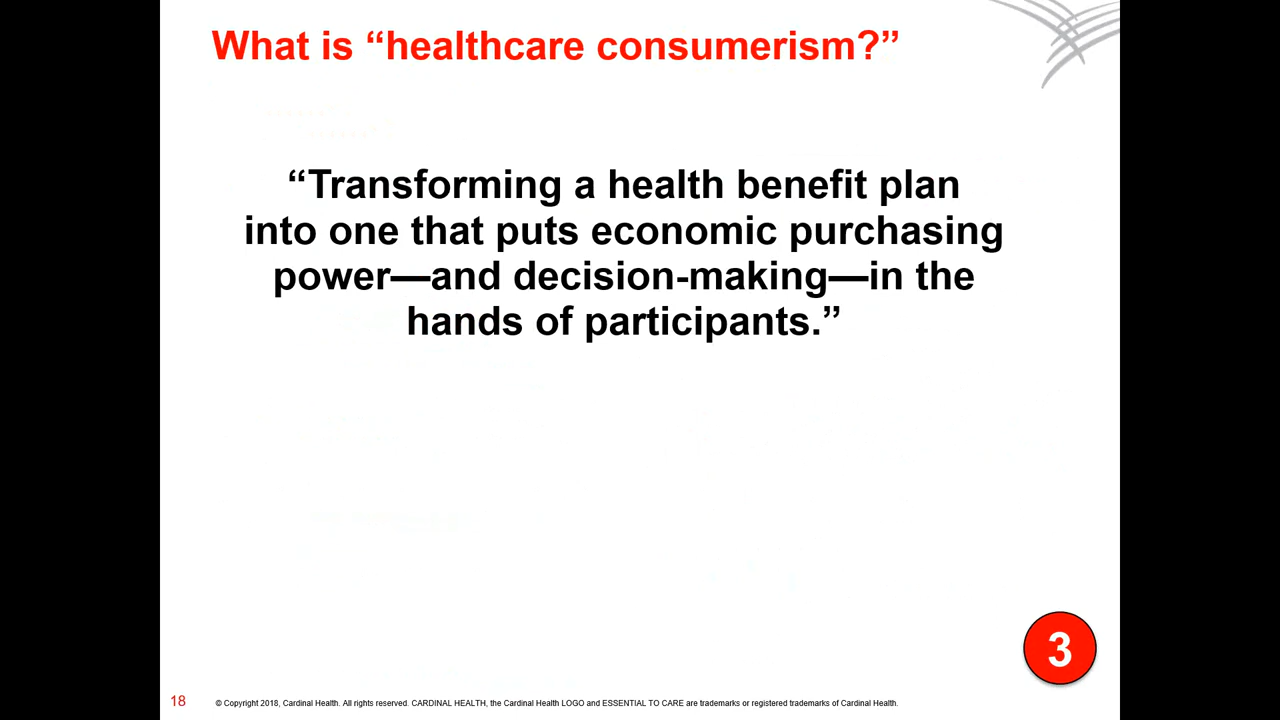 What is “healthcare consumerism?”
“Transforming a health benefit plan
into one that puts economic purchasing
power—and decision-making—in the
hands of participants.”
3
18
© Copyright 2018, Cardinal Health. All rights reserved. CARDINAL HEALTH, the Cardinal Health LOGO and ESSENTIAL TO CARE are trademarks or registered trademarks of Cardinal Health.